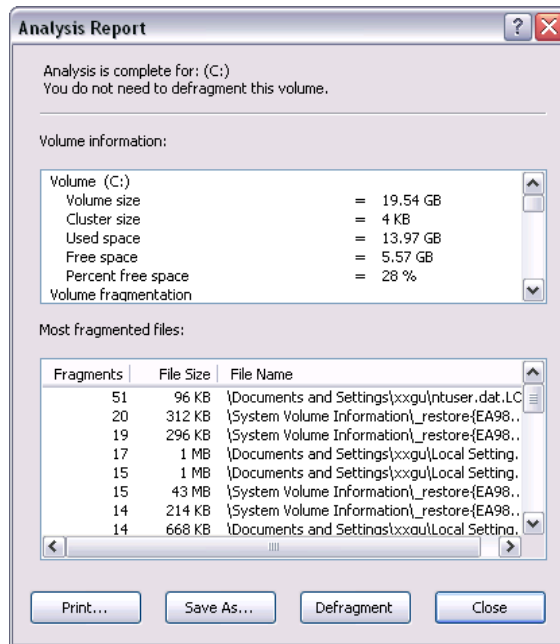 Analysis Report
Analysis is complete for: (C:)
You do not need to defragment this volume.
Volume information:
Volume (C:)
Volume size = 19.54 GB
Cluster size = 4 KB
Used space = 13.97 GB
Free space = 5.57 GB
Percent free space = 28 %
Volume fragmentation
Most fragmented files:
Fragments File Size File Name
51 96 KB \Documents and Settings\xxgu\ntuser.dat.LC
20 312 KB \System Volume Information\_restore{EA98...
19 296 KB \System Volume Information\_restore{EA98...
17 1 MB \Documents and Settings\xxgu\Local Setting.
15 1 MB \Documents and Settings\xxgu\Local Setting.
15 43 MB \System Volume Information\_restore{EA98..
14 214 KB \System Volume Information\_restore{EA98..
14 668 KB \Documents and Settings\xxgu\Local Setting.
Print... Save As... Defragment Close